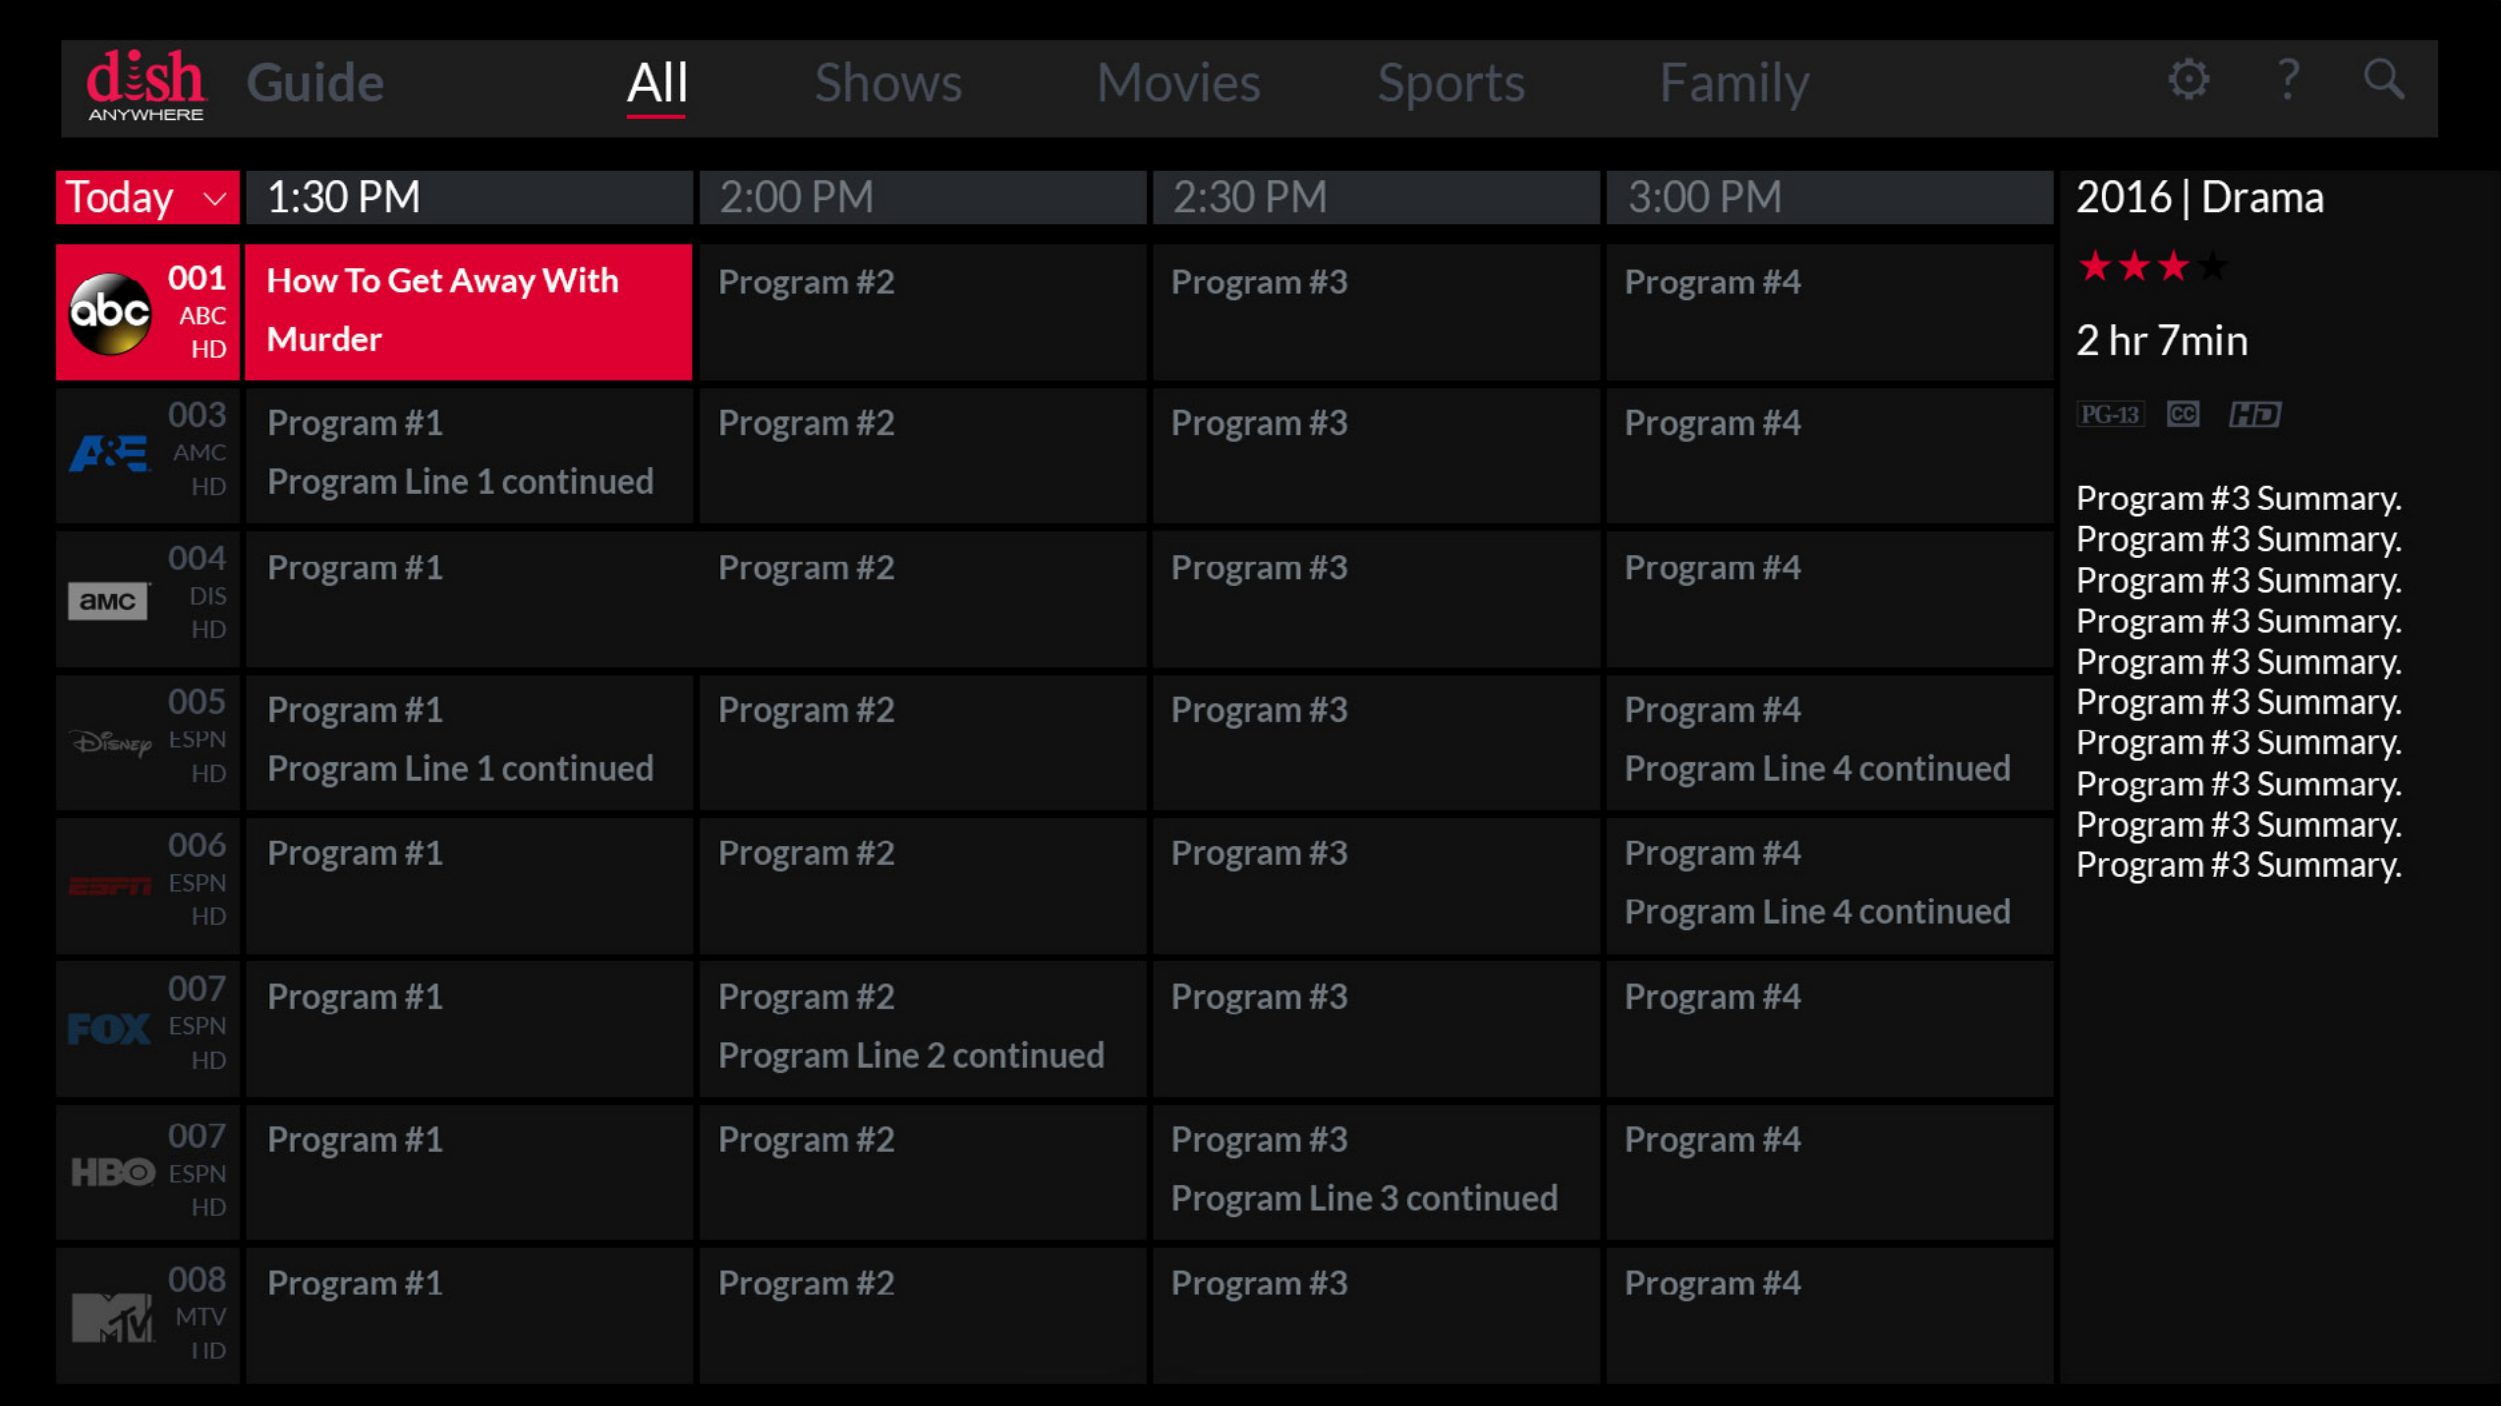 dish
ANYWHERE
Guide
All
Shows
Movies
Sports
Family
?
Today
1:30 PM
2:00 PM
2:30 PM
3:00 PM
abc
001
ABC
HD
How To Get Away With
Murder
Program #2
Program #3
Program #4
A&E
003
AMC
HD
Program #1
Program Line 1 continued
Program #2
Program #3
Program #4
amc
004
DIS
HD
Program #1
Program #2
Program #3
Program #4
Disney
005
ESPN
HD
Program #1
Program Line 1 continued
Program #2
Program #3
Program #4
Program Line 4 continued
ESPN
006
ESPN
HD
Program #1
Program #2
Program #3
Program #4
Program Line 4 continued
FOX
007
ESPN
HD
Program #1
Program #2
Program Line 2 continued
Program #3
Program #4
HBO
007
ESPN
HD
Program #1
Program #2
Program #3
Program Line 3 continued
Program #4
MTV
008
MTV
HD
Program #1
Program #2
Program #3
Program #4
2016 | Drama
2 hr 7min
PG-13 CC HD
Program #3 Summary.
Program #3 Summary.
Program #3 Summary.
Program #3 Summary.
Program #3 Summary.
Program #3 Summary.
Program #3 Summary.
Program #3 Summary.
Program #3 Summary.
Program #3 Summary.